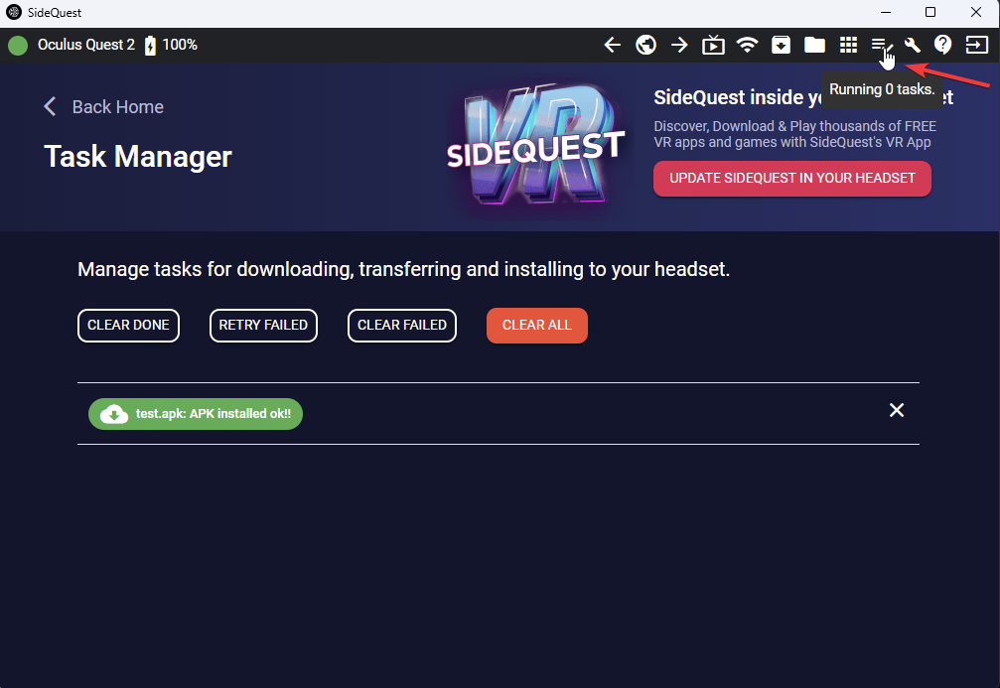 SideQuest
Oculus Quest 2 100%
Running 0 tasks.
Back Home
Task Manager
VR
SIDEQUEST
SideQuest inside
Discover, Download & Play thousands of FREE
VR apps and games with SideQuest's VR App
UPDATE SIDEQUEST IN YOUR HEADSET
Manage tasks for downloading, transferring and installing to your headset.
CLEAR DONE RETRY FAILED CLEAR FAILED CLEAR ALL
test.apk: APK installed ok!!